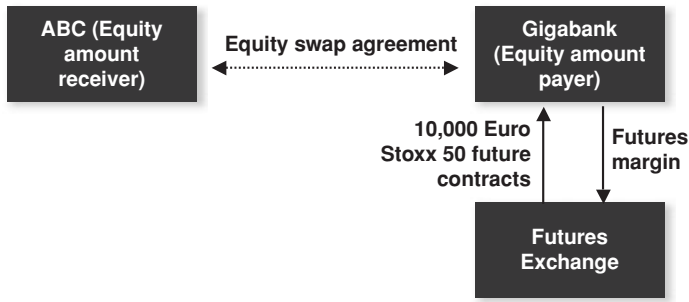 ABC (Equity
amount
receiver)
Equity swap agreement
Gigabank
(Equity amount
payer)
10,000 Euro
Stoxx 50 future
contracts
Futures
margin
Futures
Exchange